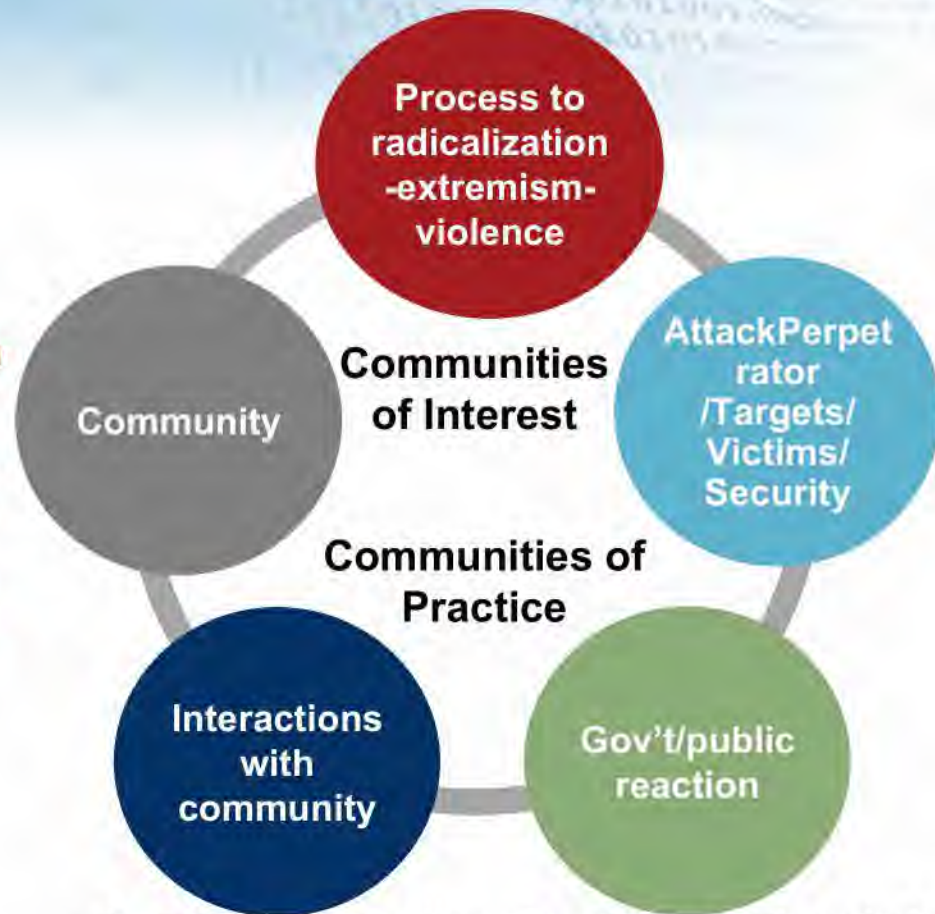 Process to
radicalization
-extremism-
violence
AttackPerpet
rator
/Targets/
Victims/
Security
Communities
of Interest
Community
Communities of
Practice
Interactions
with
community
Gov't/public
reaction